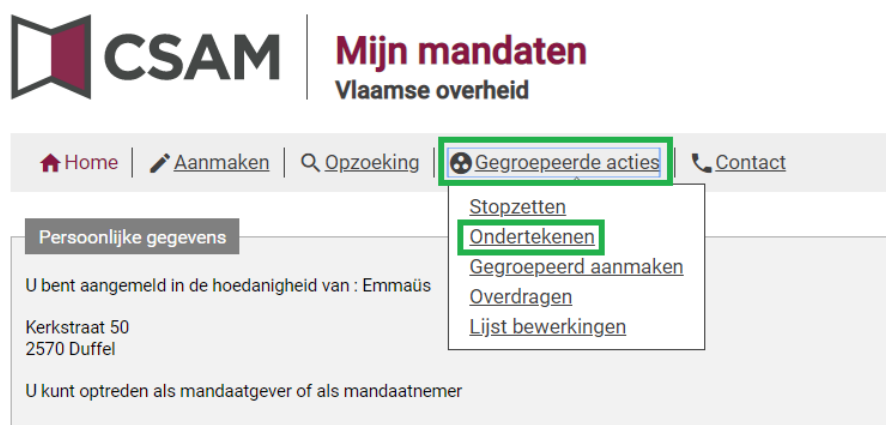 CSAM
Mijn mandaten
Vlaamse overheid
Home Aanmaken Opzoeking Gegroepeerde acties Contact
Stopzetten
Ondertekenen
Gegroepeerd aanmaken
Overdragen
Lijst bewerkingen
Persoonlijke gegevens
U bent aangemeld in de hoedanigheid van : Emmaüs
Kerkstraat 50
2570 Duffel
U kunt optreden als mandaatgever of als mandaatnemer